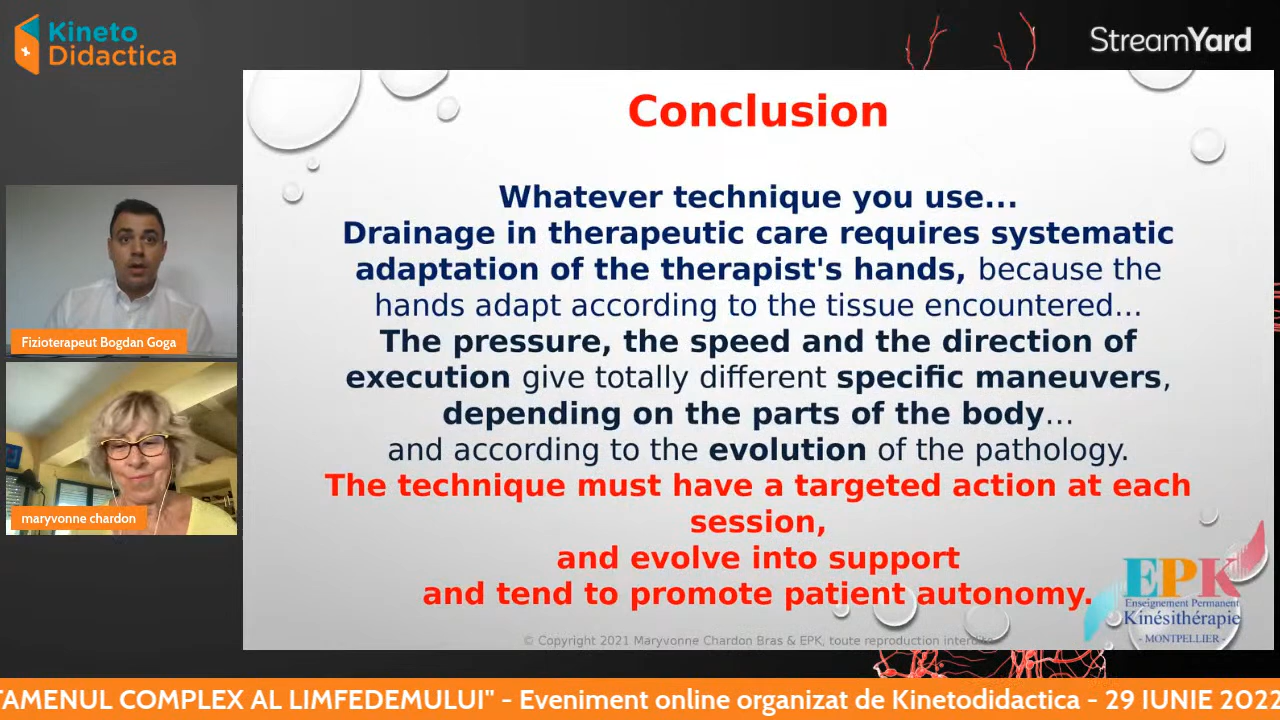 Kineto
Didactica
StreamYard
Conclusion
Whatever technique you use...
Drainage in therapeutic care requires systematic
adaptation of the therapist's hands, because the
hands adapt according to the tissue encountered...
The pressure, the speed and the direction of
execution give totally different specific maneuvers,
depending on the parts of the body...
and according to the evolution of the pathology.
The technique must have a targeted action at each
session,
and evolve into support
and tend to promote patient autonomy.
Fizioterapeut Bogdan Goga
maryvonne chardon
EPK
Enseignement Permanent
Kinésithérapie
- MONTPELLIER -
© Copyright 2021 Maryvonne Chardon Bras & EPK, toute reproduction interdite
TAMENUL COMPLEX AL LIMFEDEMULUI" - Eveniment online organizat de Kinetodidactica - 29 IUNIE 2022